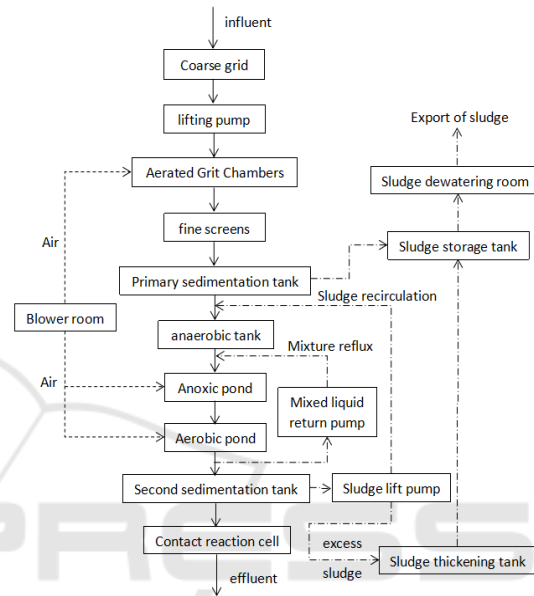 influent
Coarse grid
lifting pump
Export of sludge
Aerated Grit Chambers
Sludge dewatering room
fine screens
Air
Sludge storage tank
Primary sedimentation tank
Sludge recirculation
Blower room
anaerobic tank
Mixture reflux
Air
Anoxic pond
Mixed liquid
return pump
Aerobic pond
Second sedimentation tank
Sludge lift pump
Contact reaction cell
excess
sludge
Sludge thickening tank
effluent
PRESS